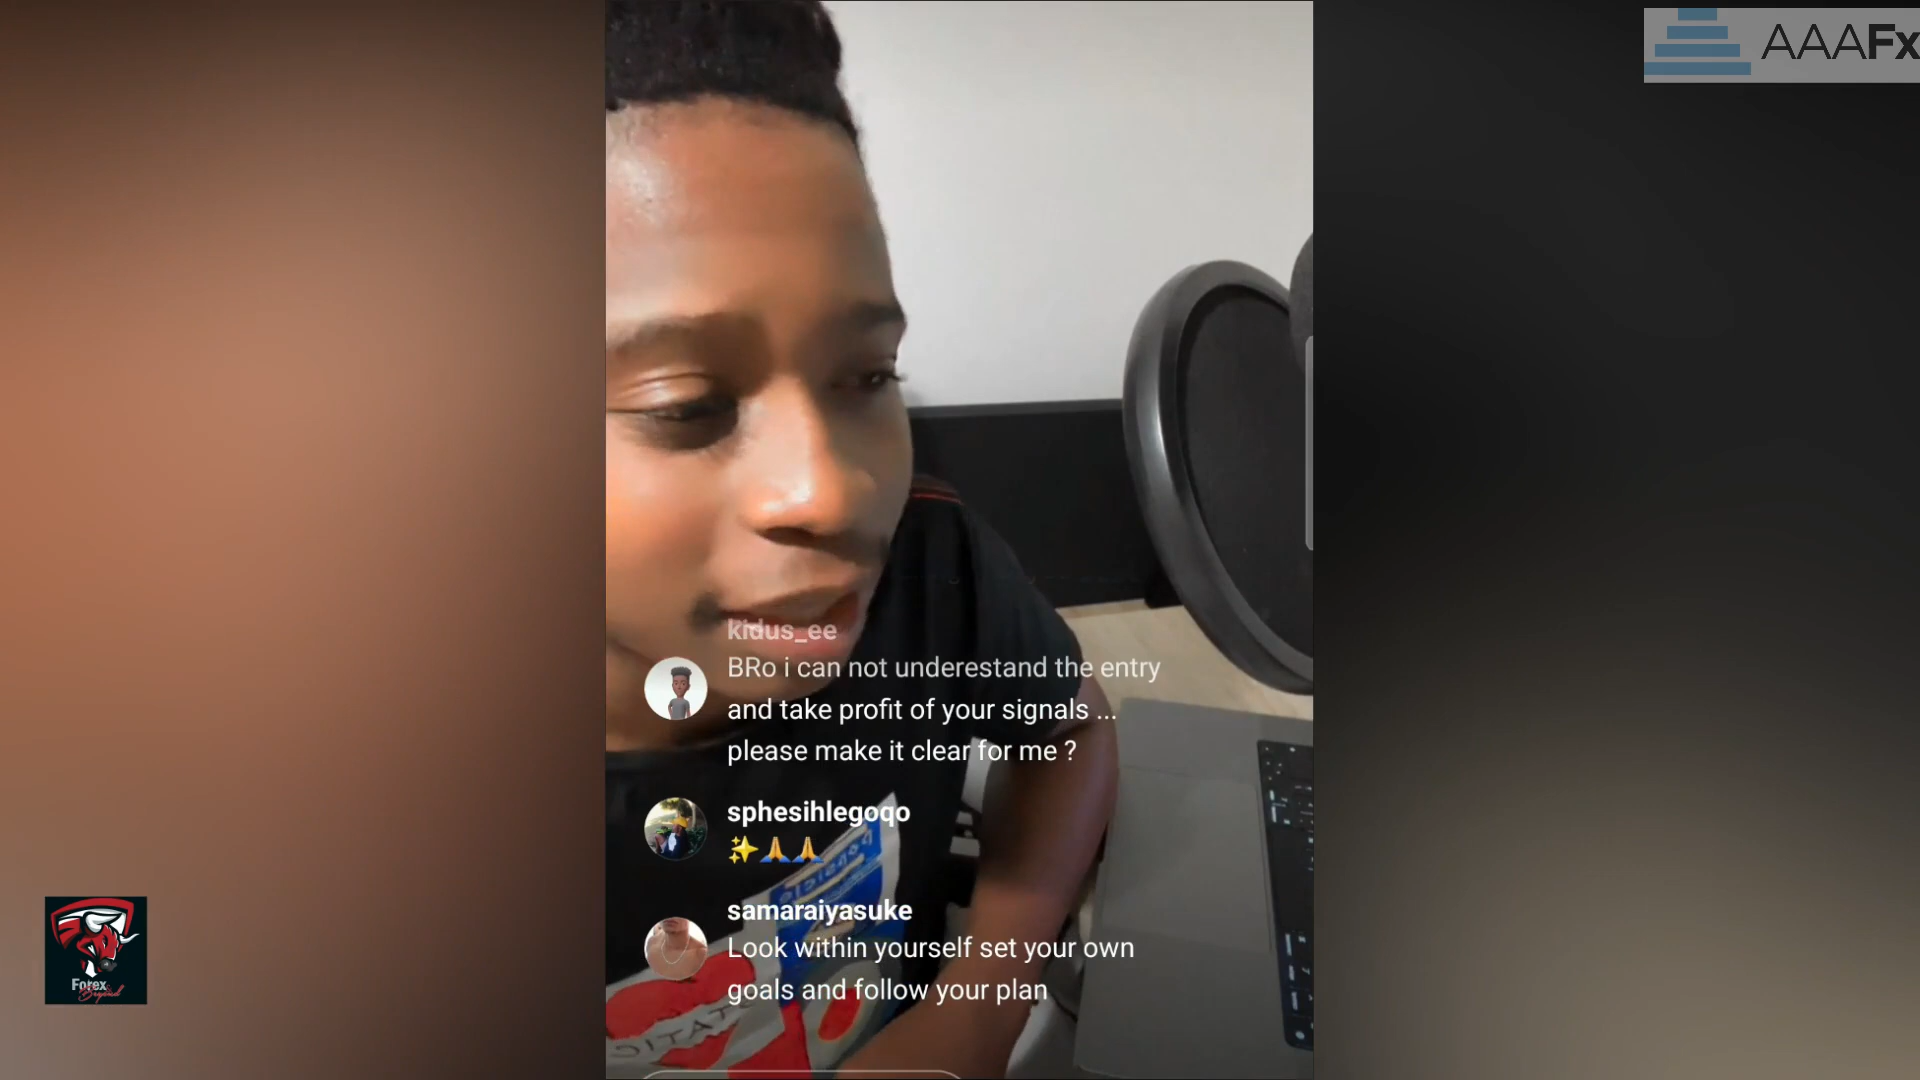 AAAFx
kidus_ee
BRo i can not underestand the entry
and take profit of your signals ...
please make it clear for me ?
sphesihlegoqo
✨🙏🙏
samaraiyasuke
Look within yourself set your own
goals and follow your plan
Forex
Beyond